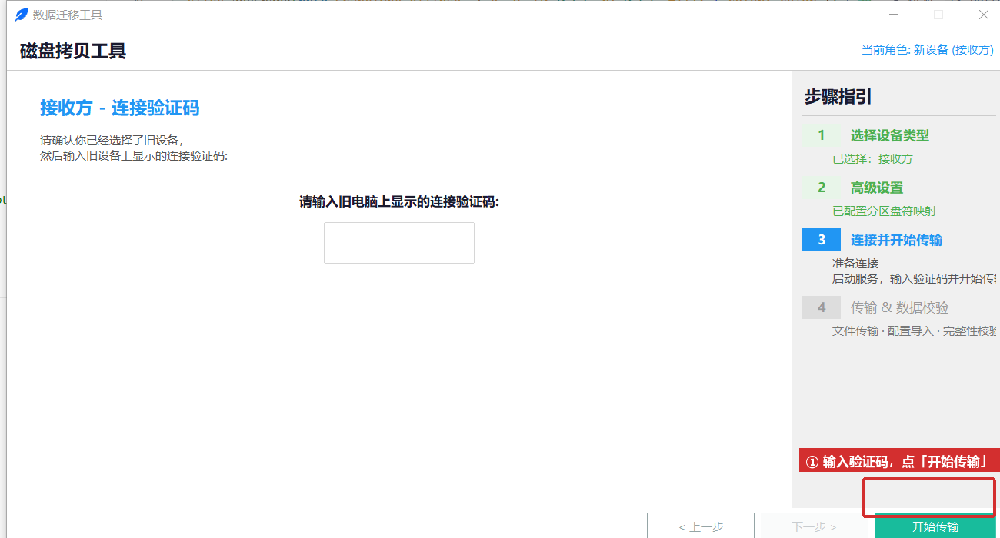 数据迁移工具
磁盘拷贝工具
当前角色: 新设备 (接收方)
接收方 - 连接验证码
请确认你已经选择了旧设备，
然后输入旧设备上显示的连接验证码:
请输入旧电脑上显示的连接验证码:
步骤指引
1 选择设备类型
已选择：接收方
2 高级设置
已配置分区盘符映射
3 连接并开始传输
准备连接
启动服务，输入验证码并开始传
4 传输 & 数据校验
文件传输 · 配置导入 · 完整性校验
① 输入验证码，点「开始传输」
< 上一步
下一步 >
开始传输